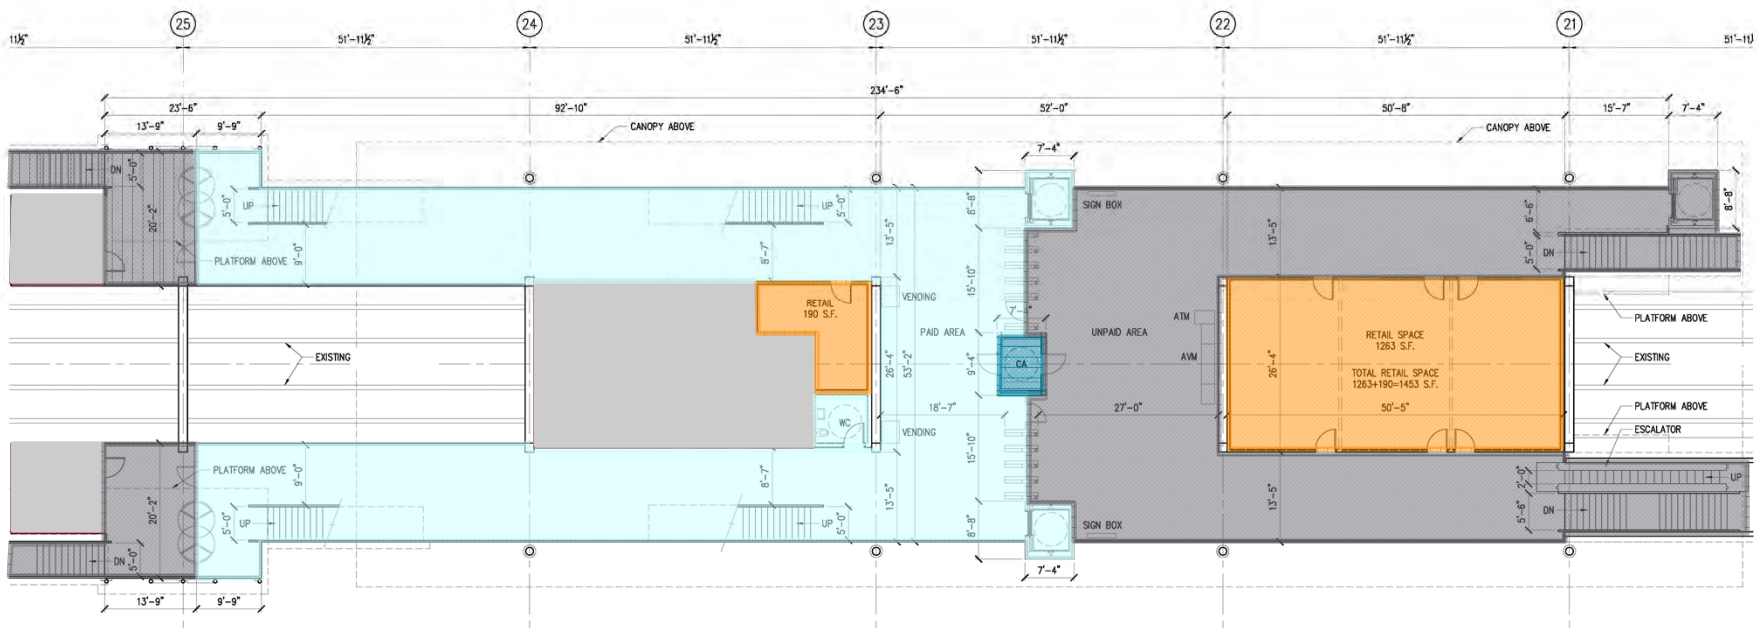 25
24
23
22
21
11½"
51'-11½"
51'-11½"
51'-11½"
51'-11½"
51'-11
234'-6"
23'-6"
92'-10"
52'-0"
50'-8"
15'-7"
7'-4"
13'-9"
9'-9"
CANOPY ABOVE
CANOPY ABOVE
7'-4"
DN
5'-0"
20'-2"
UP
5'-0"
9'-0"
PLATFORM ABOVE
UP
5'-0"
8'-7"
13'-5"
8'-8"
SIGN BOX
13'-5"
6'-6"
5'-0"
DN
8'-8"
15'-10"
VENDING
7'-
RETAIL
190 S.F.
PAID AREA
UNPAID AREA
ATM
AVM
CA
9'-4"
26'-4"
53'-2"
26'-4"
RETAIL SPACE
1263 S.F.
TOTAL RETAIL SPACE
1263+190=1453 S.F.
50'-5"
PLATFORM ABOVE
EXISTING
EXISTING
PLATFORM ABOVE
ESCALATOR
18'-7"
27'-0"
WC
VENDING
15'-10"
PLATFORM ABOVE
9'-0"
8'-7"
20'-2"
5'-0"
UP
UP
5'-0"
13'-5"
8'-8"
SIGN BOX
13'-5"
2'-0"
UP
5'-6"
DN
DN
5'-0"
7'-4"
13'-9"
9'-9"